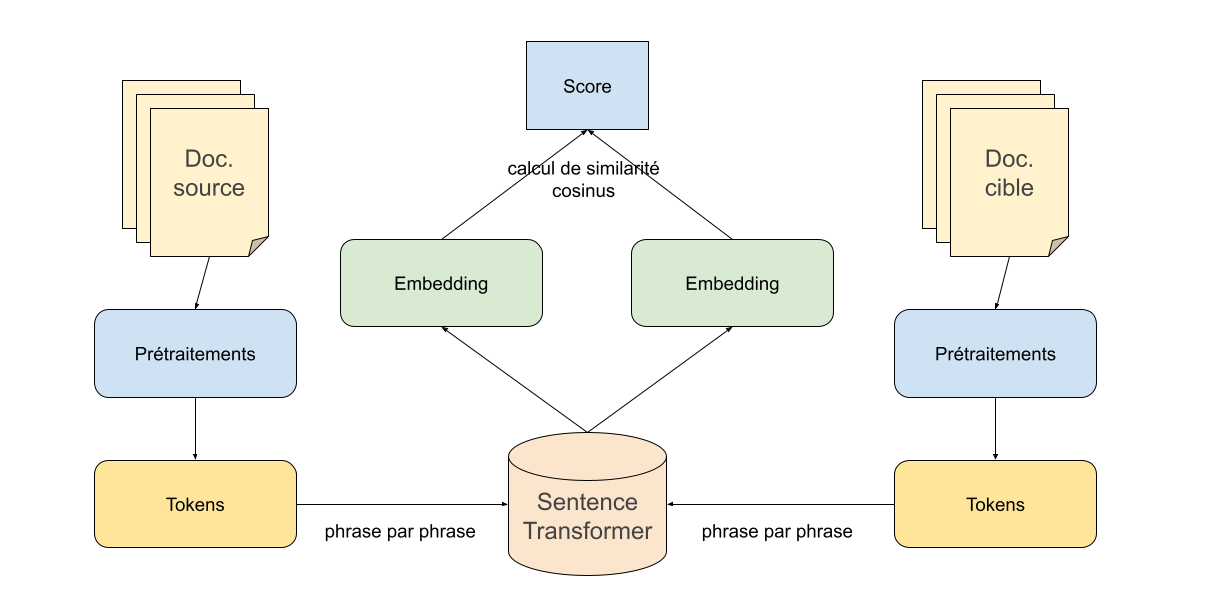 Score
Doc.
source
Doc.
cible
calcul de similarité
cosinus
Embedding
Embedding
Prétraitements
Prétraitements
Tokens
Sentence
Transformer
Tokens
phrase par phrase
phrase par phrase